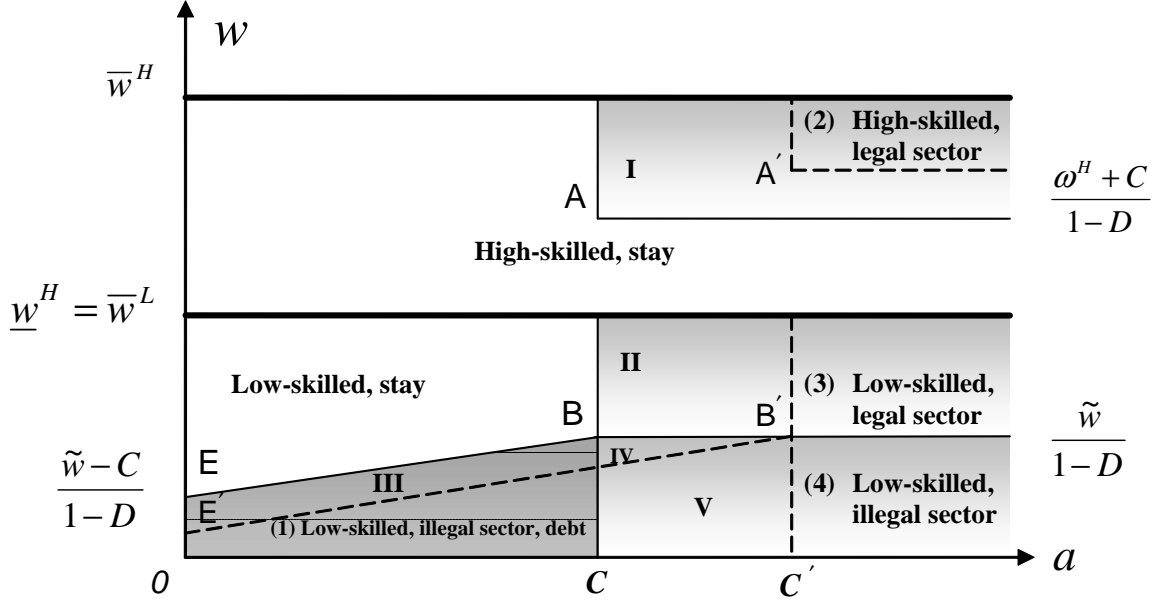 w
w̅ᴴ
(2) High-skilled,
legal sector
I
A′
A
ωᴴ + C
1 − D
High-skilled, stay
w̲ᴴ = w̅ᴸ
II
Low-skilled, stay
(3) Low-skilled,
legal sector
B
B′
w̃
1 − D
E
IV
w̃ − C
1 − D
III
V
(4) Low-skilled,
illegal sector
E′
(1) Low-skilled, illegal sector, debt
0
C
C′
a